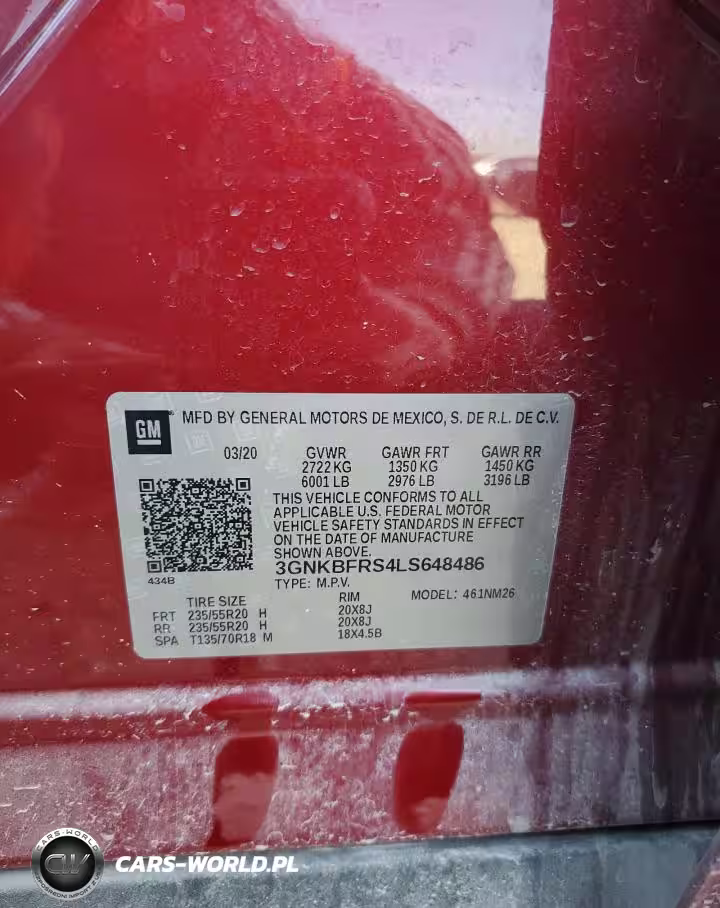 GM
MFD BY GENERAL MOTORS DE MEXICO, S. DE R.L. DE C.V.
03/20 GVWR GAWR FRT GAWR RR
2722 KG 1350 KG 1450 KG
6001 LB 2976 LB 3196 LB
THIS VEHICLE CONFORMS TO ALL
APPLICABLE U.S. FEDERAL MOTOR
VEHICLE SAFETY STANDARDS IN EFFECT
ON THE DATE OF MANUFACTURE
SHOWN ABOVE.
3GNKBFRS4LS648486
434B
TYPE: M.P.V. MODEL: 461NM26
TIRE SIZE RIM
FRT 235/55R20 H 20X8J
RR 235/55R20 H 20X8J
SPA T135/70R18 M 18X4.5B
CARS-WORLD
CARS-WORLD.PL